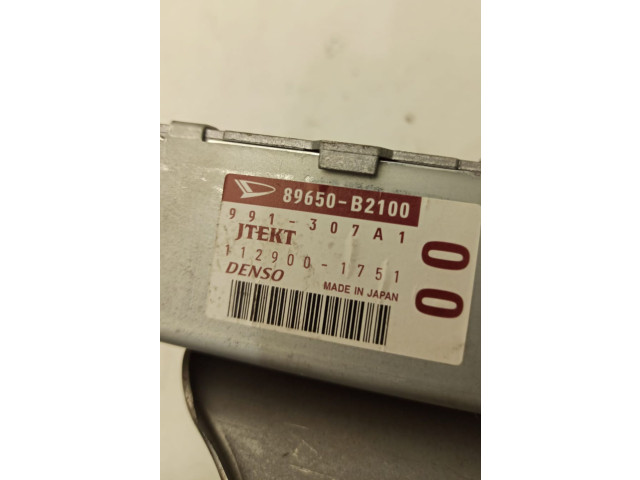 89650-B2100
991-307A1
JTEKT
112900-1751
DENSO
MADE IN JAPAN
00